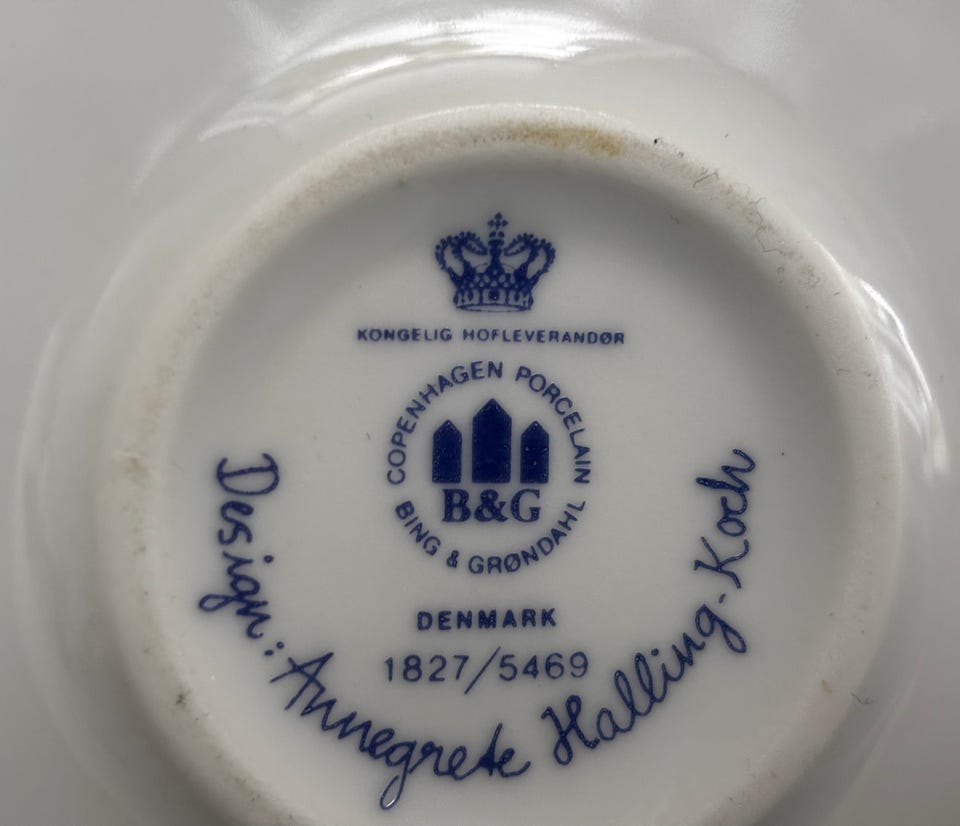 KONGELIG HOFLEVERANDØR
COPENHAGEN PORCELAIN
B&G
BING & GRØNDAHL
DENMARK
1827/5469
Design: Annegrete Halling-Koch